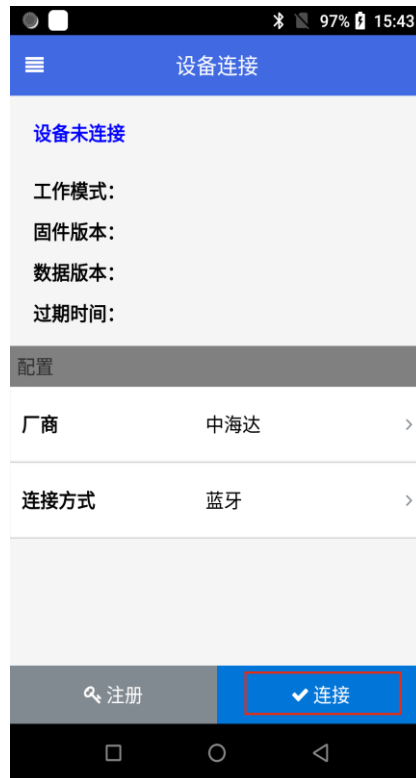 97% 15:43
设备连接
设备未连接
工作模式:
固件版本:
数据版本:
过期时间:
配置
厂商 中海达
连接方式 蓝牙
注册 连接